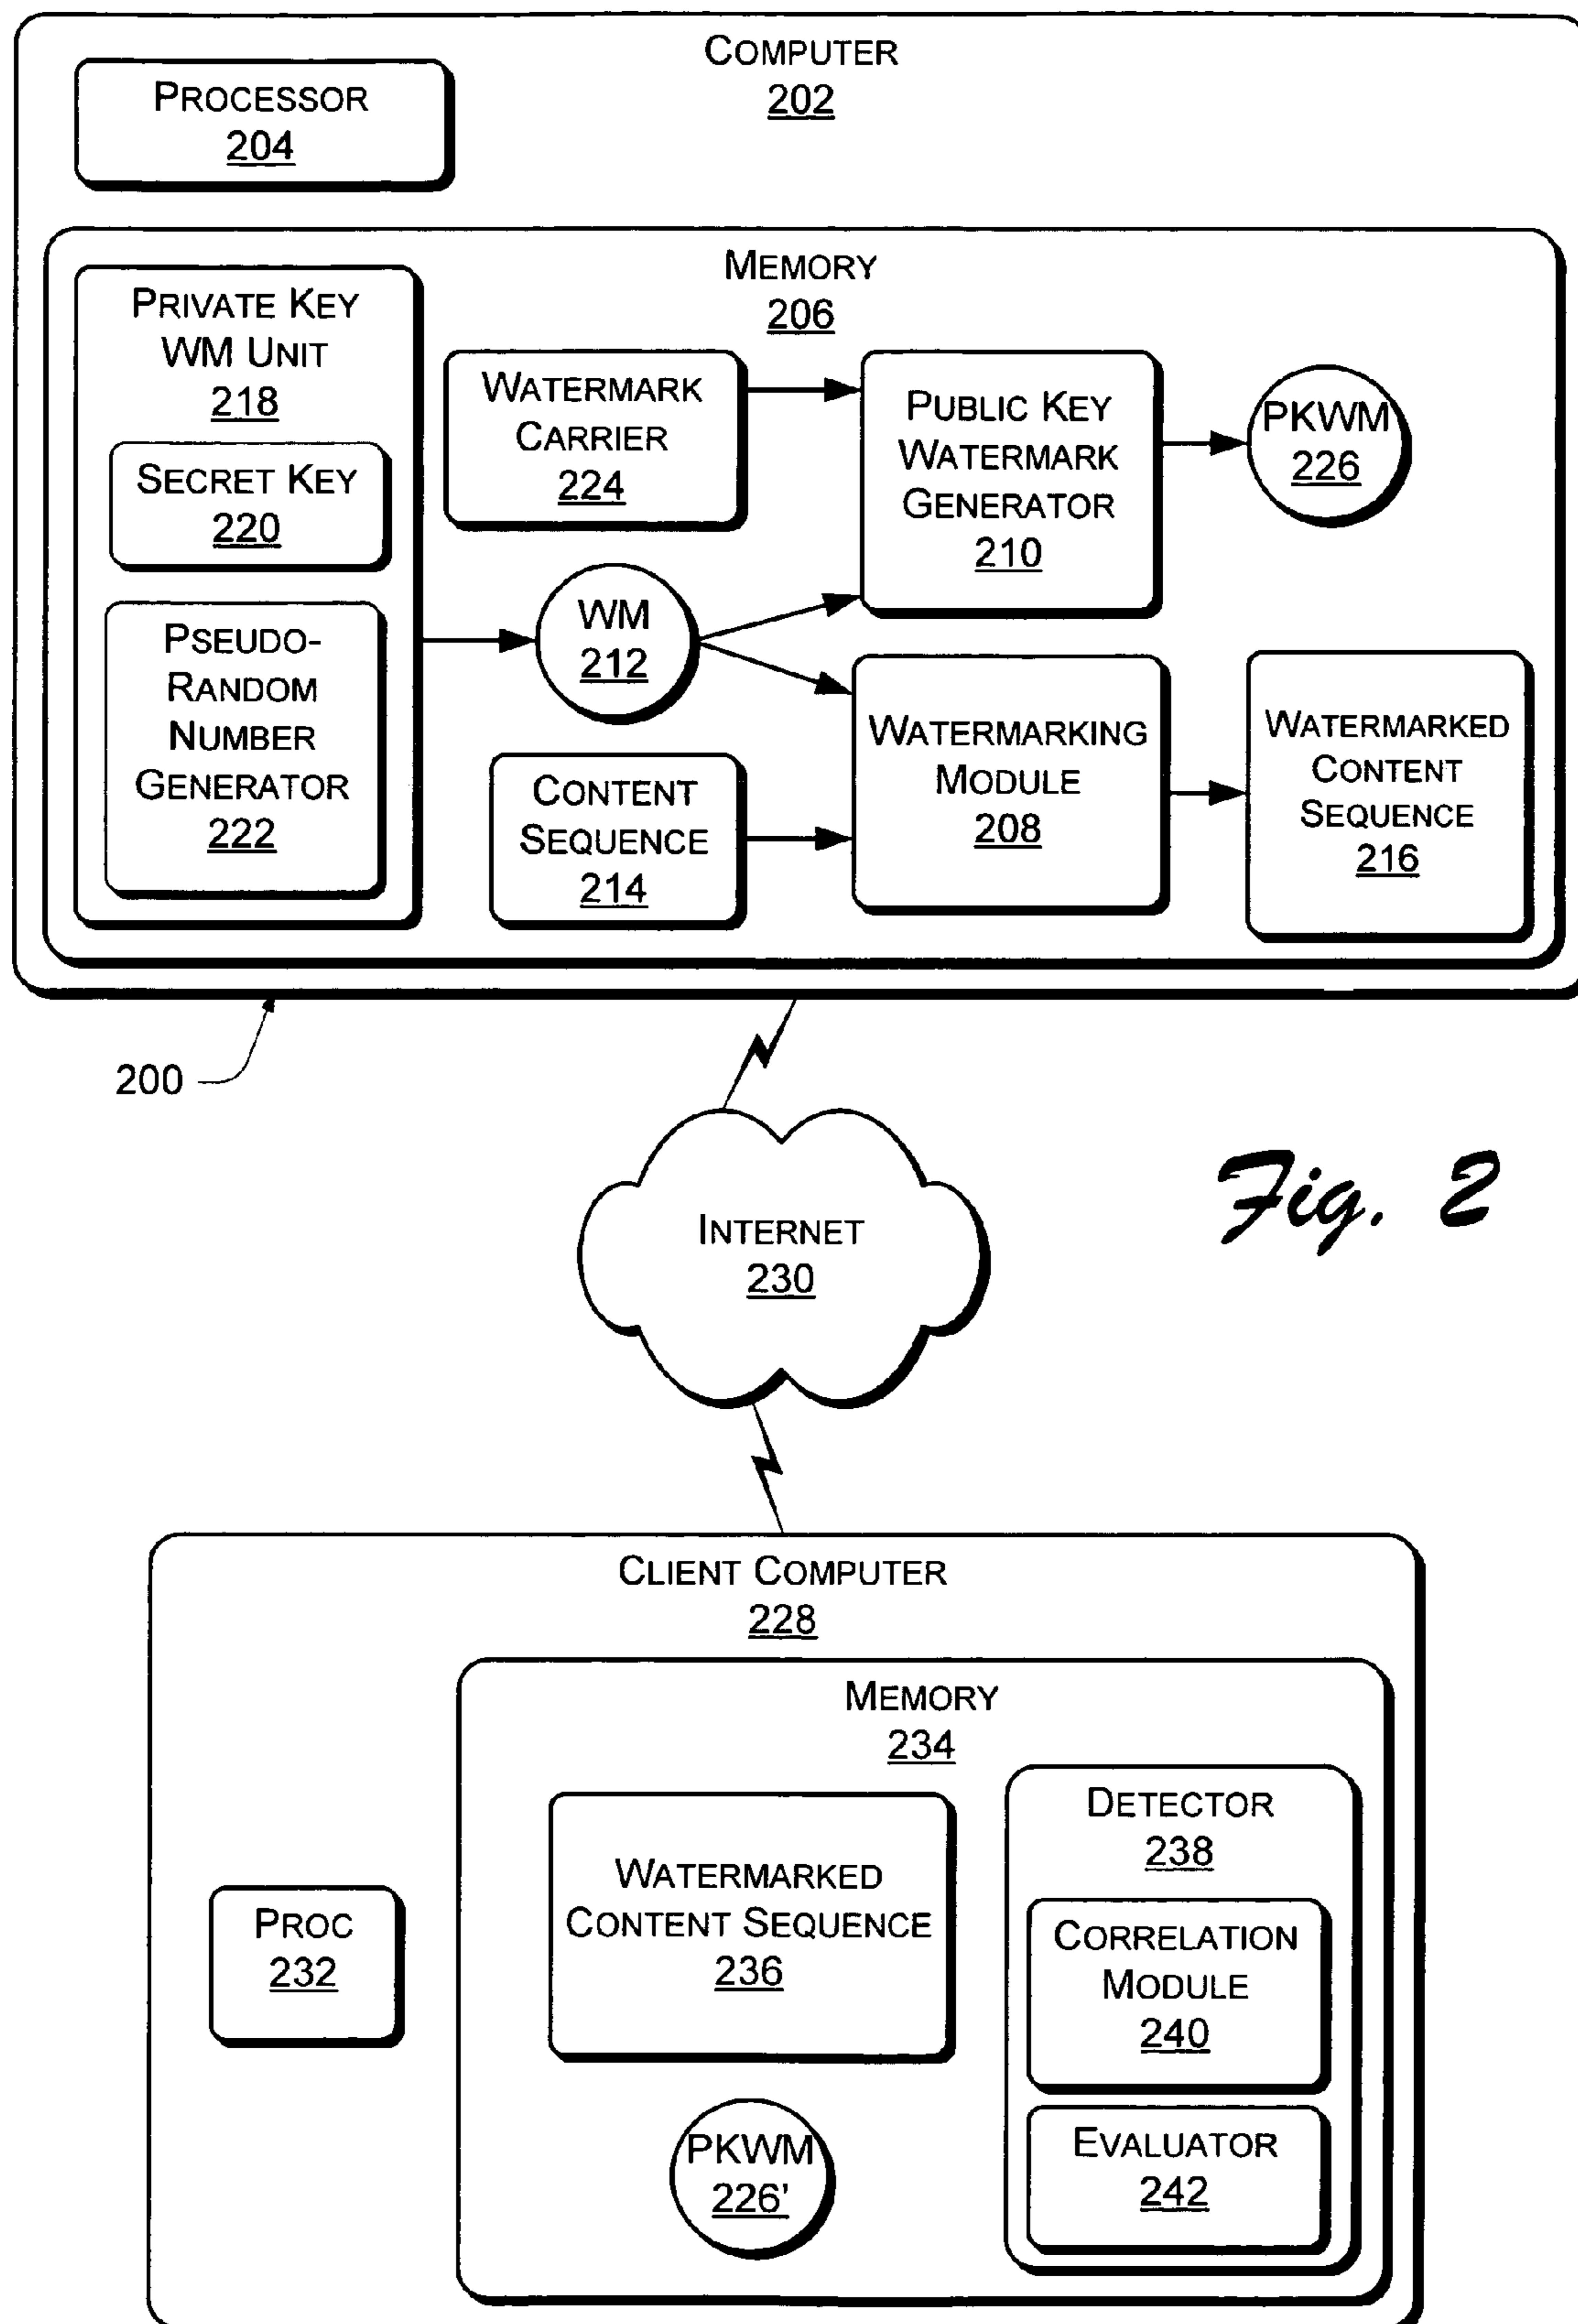 COMPUTER
202
PROCESSOR
204
MEMORY
206
PRIVATE KEY
WM UNIT
218
SECRET KEY
220
PSEUDO-
RANDOM
NUMBER
GENERATOR
222
WATERMARK
CARRIER
224
PUBLIC KEY
WATERMARK
GENERATOR
210
PKWM
226
WM
212
CONTENT
SEQUENCE
214
WATERMARKING
MODULE
208
WATERMARKED
CONTENT
SEQUENCE
216
200
INTERNET
230
Fig. 2
CLIENT COMPUTER
228
MEMORY
234
PROC
232
WATERMARKED
CONTENT SEQUENCE
236
PKWM
226'
DETECTOR
238
CORRELATION
MODULE
240
EVALUATOR
242